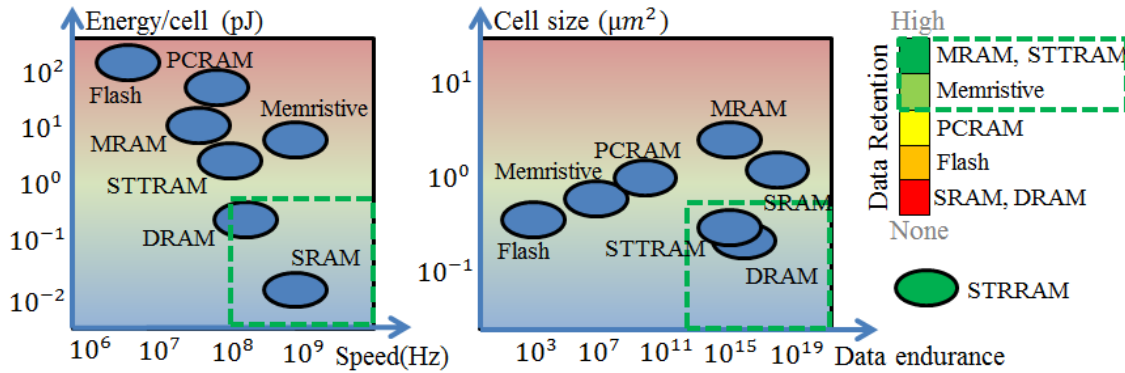 Energy/cell (pJ)
10²
10¹
10⁰
10⁻¹
10⁻²
PCRAM
Flash
Memristive
MRAM
STTRAM
DRAM
SRAM
10⁶ 10⁷ 10⁸ 10⁹
Speed(Hz)
Cell size (μm²)
10¹
10⁰
10⁻¹
MRAM
PCRAM
Memristive
SRAM
Flash
STTRAM
DRAM
10³ 10⁷ 10¹¹ 10¹⁵ 10¹⁹
Data endurance
High
Data Retention
MRAM, STTRAM
Memristive
PCRAM
Flash
SRAM, DRAM
None
STRRAM